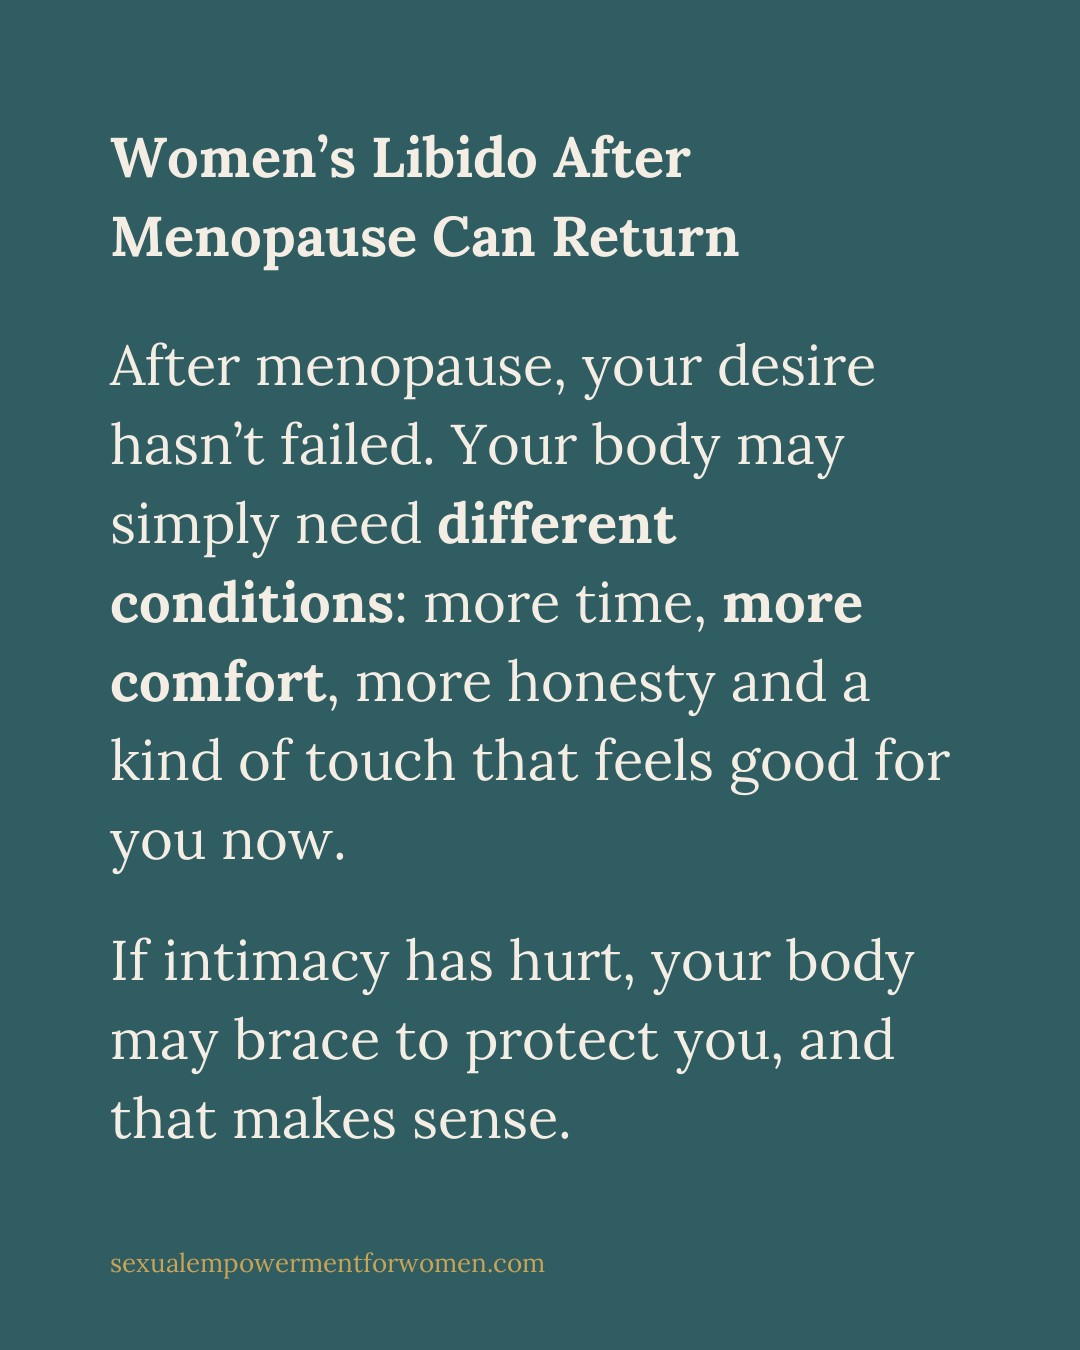 Women’s Libido After
Menopause Can Return
After menopause, your desire
hasn’t failed. Your body may
simply need different
conditions: more time, more
comfort, more honesty and a
kind of touch that feels good for
you now.
If intimacy has hurt, your body
may brace to protect you, and
that makes sense.
sexualempowermentforwomen.com